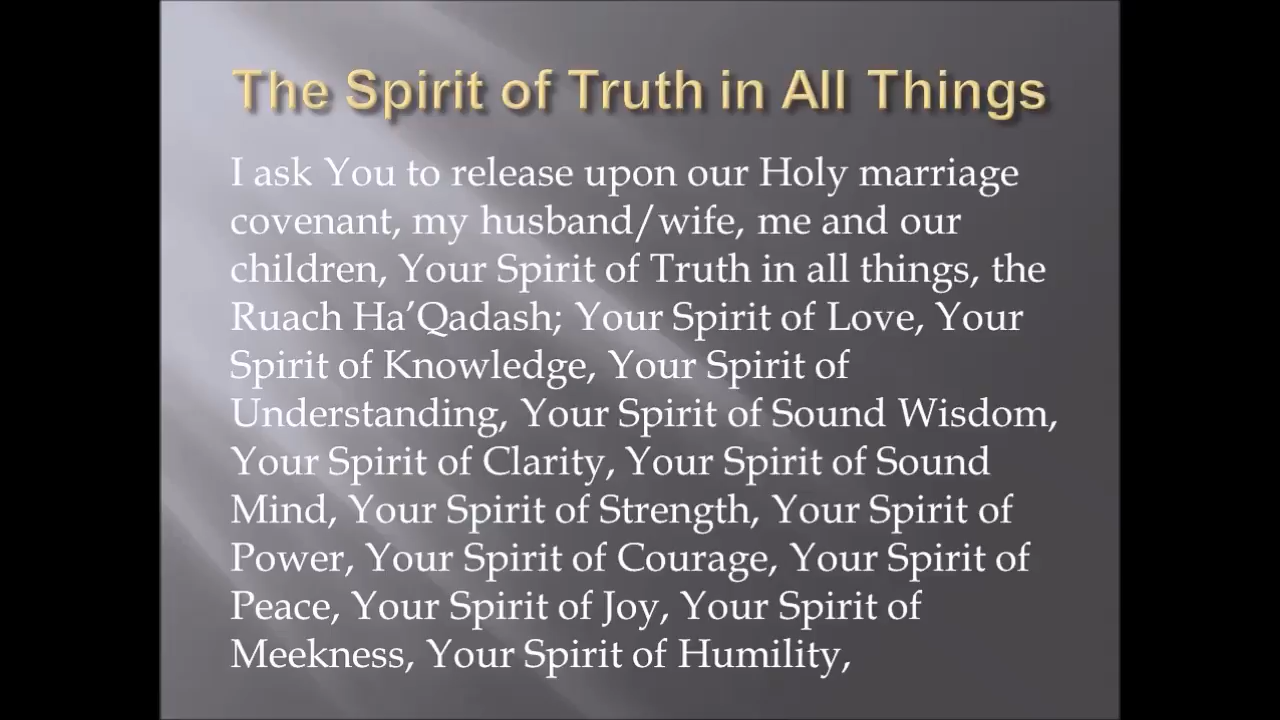 The Spirit of Truth in All Things
I ask You to release upon our Holy marriage
covenant, my husband/wife, me and our
children, Your Spirit of Truth in all things, the
Ruach Ha’Qadash; Your Spirit of Love, Your
Spirit of Knowledge, Your Spirit of
Understanding, Your Spirit of Sound Wisdom,
Your Spirit of Clarity, Your Spirit of Sound
Mind, Your Spirit of Strength, Your Spirit of
Power, Your Spirit of Courage, Your Spirit of
Peace, Your Spirit of Joy, Your Spirit of
Meekness, Your Spirit of Humility,